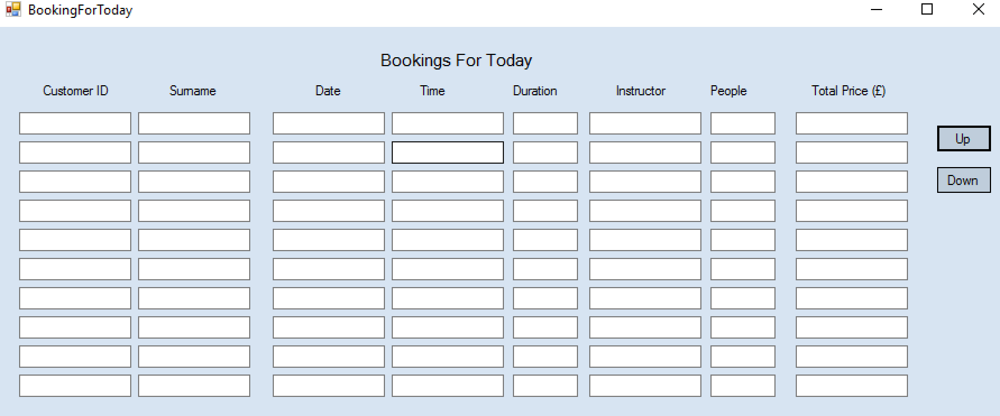 BookingForToday
Bookings For Today
Customer ID Surname Date Time Duration Instructor People Total Price (£)
Up
Down